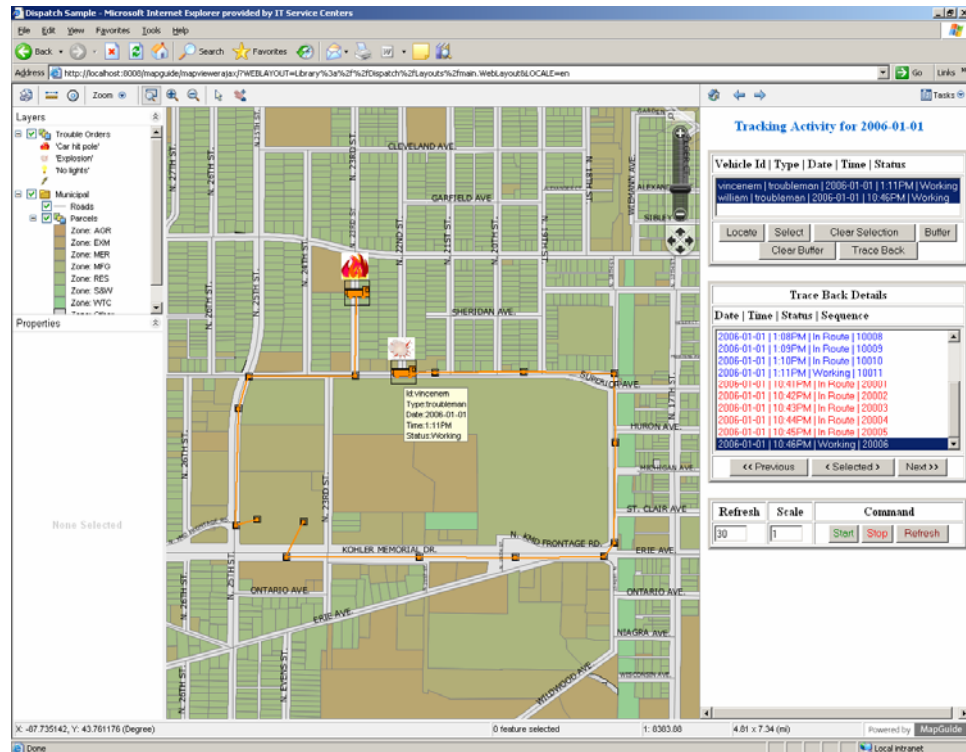 Dispatch Sample - Microsoft Internet Explorer provided by IT Service Centers
File Edit View Favorites Tools Help
Back Search Favorites
Address http://localhost:8008/mapguide/mapviewerajax/?WEBLAYOUT=Library%3a%2f%2fDispatch%2fLayouts%2fmain.WebLayout&LOCALE=en Go Links »
Zoom
Tasks
Layers
Trouble Orders
'Car hit pole'
'Explosion'
'No lights'
Municipal
Roads
Parcels
Zone: AGR
Zone: EXM
Zone: MER
Zone: MFG
Zone: RES
Zone: S&W
Zone: WTC
Zone: Other
Properties
None Selected
CLEVELAND AVE.
GARFIELD AVE.
SHERIDAN AVE.
SUPERIOR AVE.
HURON AVE.
MICHIGAN AVE.
ST. CLAIR AVE.
N. KMD FRONTAGE RD.
KOHLER MEMORIAL DR.
ERIE AVE.
ONTARIO AVE.
ONTARIO AVE.
ERIE AVE.
NIAGRA AVE.
WILDWOOD AVE.
N. 27TH ST.
N. 26TH ST.
N. 25TH ST.
N. 24TH ST.
N. 23RD ST.
N. 22ND ST.
N. 21ST ST.
N. 20TH ST.
N. 18TH ST.
N. 17TH ST.
N. EVENS ST.
Id:vincenem
Type:troubleman
Date:2006-01-01
Time:1:11PM
Status:Working
Tracking Activity for 2006-01-01
Vehicle Id | Type | Date | Time | Status
vincenem | troubleman | 2006-01-01 | 1:11PM | Working
william | troubleman | 2006-01-01 | 10:46PM | Working
Locate Select Clear Selection Buffer
Clear Buffer Trace Back
Trace Back Details
Date | Time | Status | Sequence
2006-01-01 | 1:08PM | In Route | 10008
2006-01-01 | 1:09PM | In Route | 10009
2006-01-01 | 1:10PM | In Route | 10010
2006-01-01 | 1:11PM | Working | 10011
2006-01-01 | 10:41PM | In Route | 20001
2006-01-01 | 10:42PM | In Route | 20002
2006-01-01 | 10:43PM | In Route | 20003
2006-01-01 | 10:44PM | In Route | 20004
2006-01-01 | 10:45PM | In Route | 20005
2006-01-01 | 10:46PM | Working | 20006
<< Previous < Selected > Next >>
Refresh Scale Command
30 1 Start Stop Refresh
X: -87.735142, Y: 43.761176 (Degree) 0 feature selected 1: 8383.88 4.81 x 7.34 (mi) Powered by MapGuide
Done Local intranet